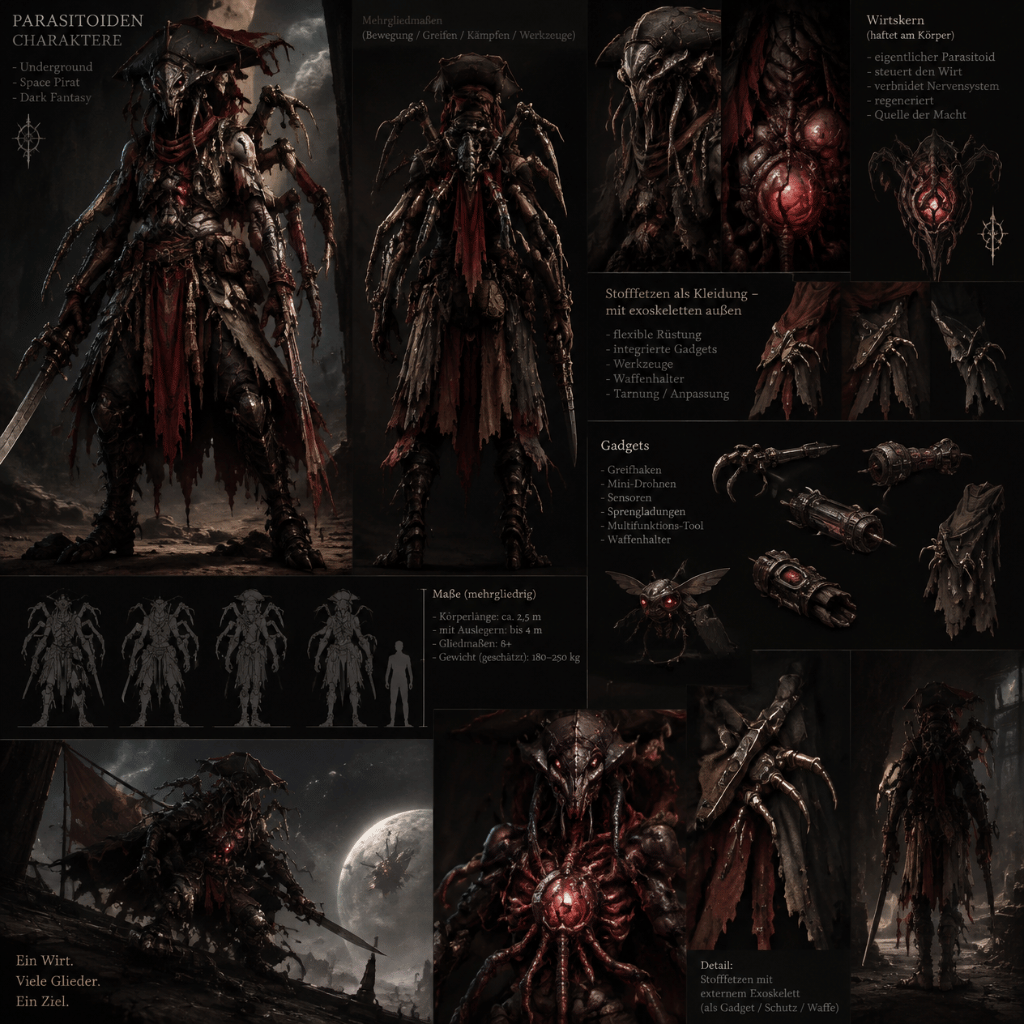 PARASITOIDEN
CHARAKTERE
- Underground
- Space Pirat
- Dark Fantasy
Mehrgliedmaßen
(Bewegung / Greifen / Kämpfen / Werkzeuge)
Wirtskern
(haftet am Körper)
- eigentlicher Parasitoid
- steuert den Wirt
- verbnidet Nervensystem
- regeneriert
- Quelle der Macht
Stofffetzen als Kleidung –
mit exoskeletten außen
- flexible Rüstung
- integrierte Gadgets
- Werkzeuge
- Waffenhalter
- Tarnung / Anpassung
Gadgets
- Greifhaken
- Mini-Drohnen
- Sensoren
- Sprengladungen
- Multifunktions-Tool
- Waffenhalter
Maße (mehrgliedrig)
- Körperlänge: ca. 2,5 m
- mit Auslegern: bis 4 m
- Gliedmaßen: 8+
- Gewicht (geschätzt): 180–250 kg
Ein Wirt.
Viele Glieder.
Ein Ziel.
Detail:
Stofffetzen mit
externem Exoskelett
(als Gadget / Schutz / Waffe)